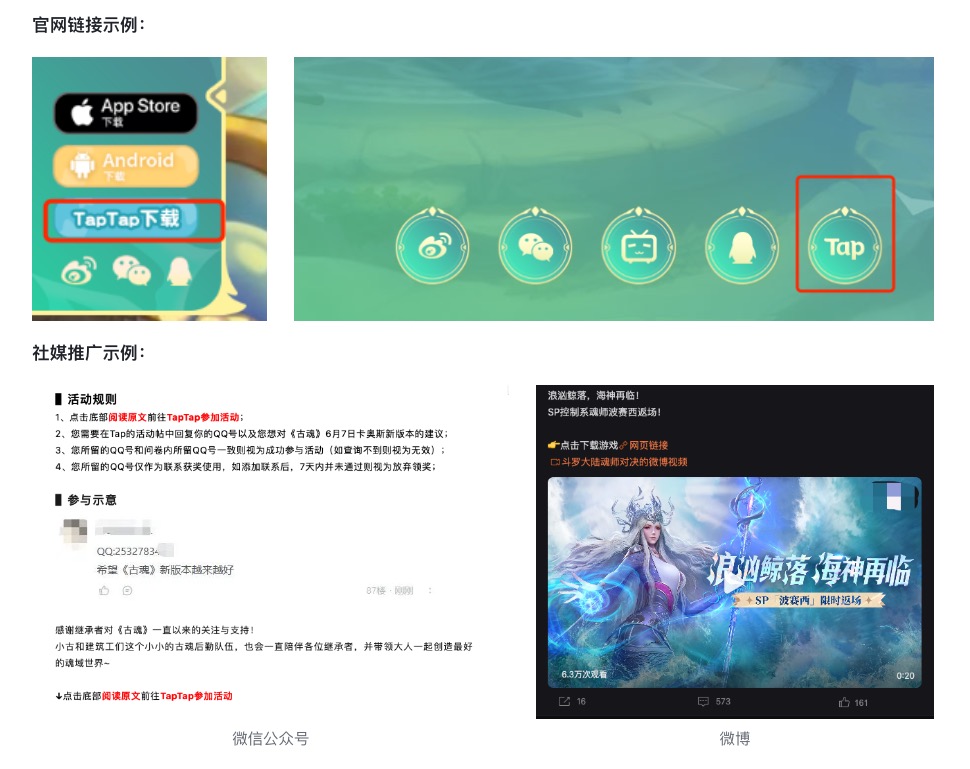 官网链接示例：
App Store
下载
Android
下载
TapTap下载
Tap
社媒推广示例：
活动规则
1、点击底部阅读原文前往TapTap参加活动；
2、您需要在Tap的活动帖中回复你的QQ号以及您想对《古魂》6月7日卡奥斯新版本的建议；
3、您所留的QQ号和问卷内所留QQ号一致则视为成功参与活动（如查询不到则视为无效）；
4、您所留的QQ号仅作为联系获奖使用，如添加联系后，7天内并未通过则视为放弃领奖；
参与示意
QQ:2532783
希望《古魂》新版本越来越好
87楼 · 刚刚
感谢继承者对《古魂》一直以来的关注与支持！
小古和建筑工们这个小小的古魂后勤队伍，也会一直陪伴各位继承者，并带领大人一起创造最好
的魂域世界~
↓点击底部阅读原文前往TapTap参加活动
微信公众号
浪汹鲸落，海神再临！
SP控制系魂师波赛西返场！
👉点击下载游戏 网页链接
斗罗大陆魂师对决的微博视频
浪汹鲸落 海神再临
SP「波赛西」限时返场
6.3万次观看
0:20
16
573
161
微博